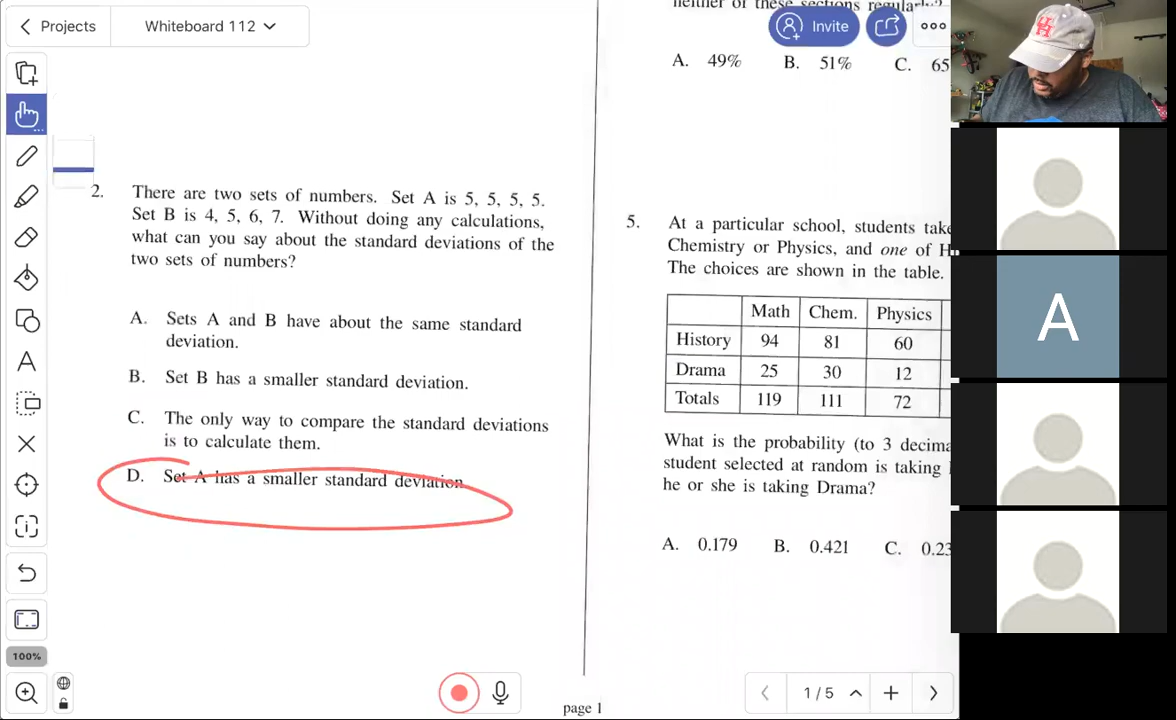 Projects
Whiteboard 112
Invite
A. 49% B. 51% C. 65
2. There are two sets of numbers. Set A is 5, 5, 5, 5.
Set B is 4, 5, 6, 7. Without doing any calculations,
what can you say about the standard deviations of the
two sets of numbers?
A. Sets A and B have about the same standard
deviation.
B. Set B has a smaller standard deviation.
C. The only way to compare the standard deviations
is to calculate them.
D. Set A has a smaller standard deviation
neither of these sections regularly?
5. At a particular school, students take
Chemistry or Physics, and one of H
The choices are shown in the table.
Math Chem. Physics
History 94 81 60
Drama 25 30 12
Totals 119 111 72
What is the probability (to 3 decima
student selected at random is taking
he or she is taking Drama?
A. 0.179 B. 0.421 C. 0.23
page 1
100%
1 / 5
A
UH